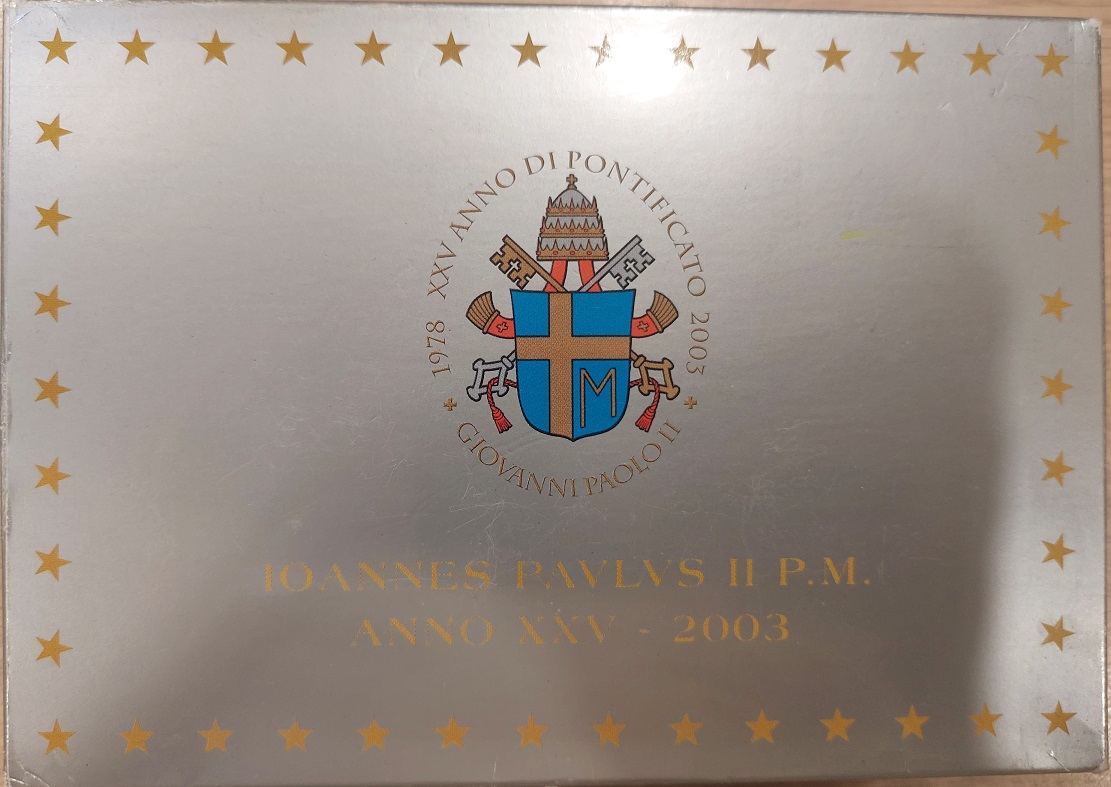 1978 XXV ANNO DI PONTIFICATO 2003
GIOVANNI PAOLO II
M
IOANNES PAVLVS II P.M.
ANNO XXV - 2003